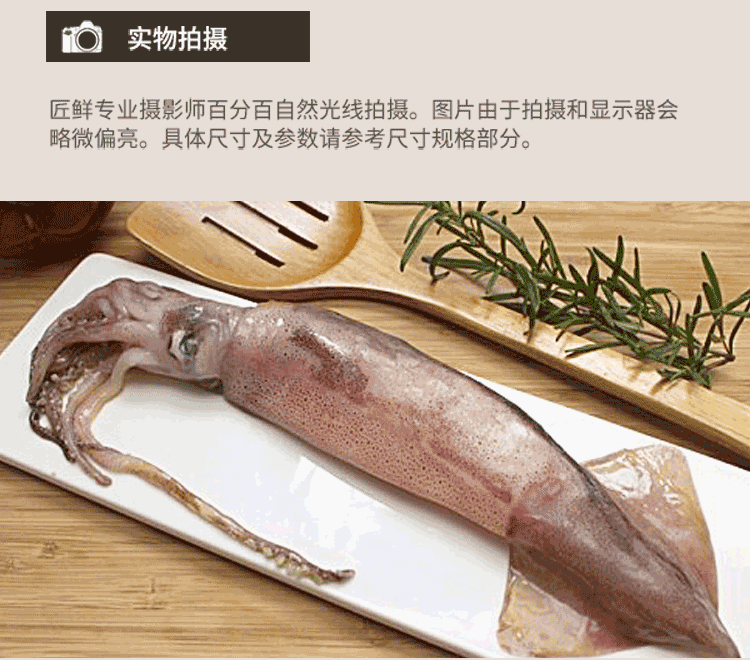 实物拍摄
匠鲜专业摄影师百分百自然光线拍摄。图片由于拍摄和显示器会
略微偏亮。具体尺寸及参数请参考尺寸规格部分。